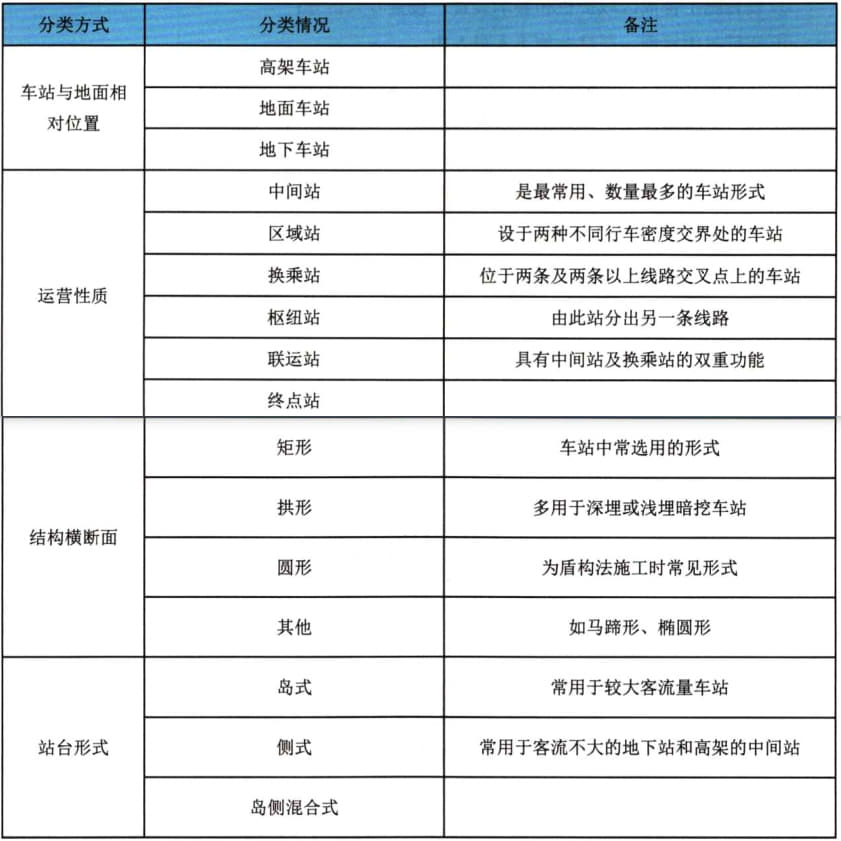 分类方式 分类情况 备注
车站与地面相
对位置
高架车站
地面车站
地下车站
运营性质
中间站 是最常用、数量最多的车站形式
区域站 设于两种不同行车密度交界处的车站
换乘站 位于两条及两条以上线路交叉点上的车站
枢纽站 由此站分出另一条线路
联运站 具有中间站及换乘站的双重功能
终点站
结构横断面
矩形 车站中常选用的形式
拱形 多用于深埋或浅埋暗挖车站
圆形 为盾构法施工时常见形式
其他 如马蹄形、椭圆形
站台形式
岛式 常用于较大客流量车站
侧式 常用于客流不大的地下站和高架的中间站
岛侧混合式